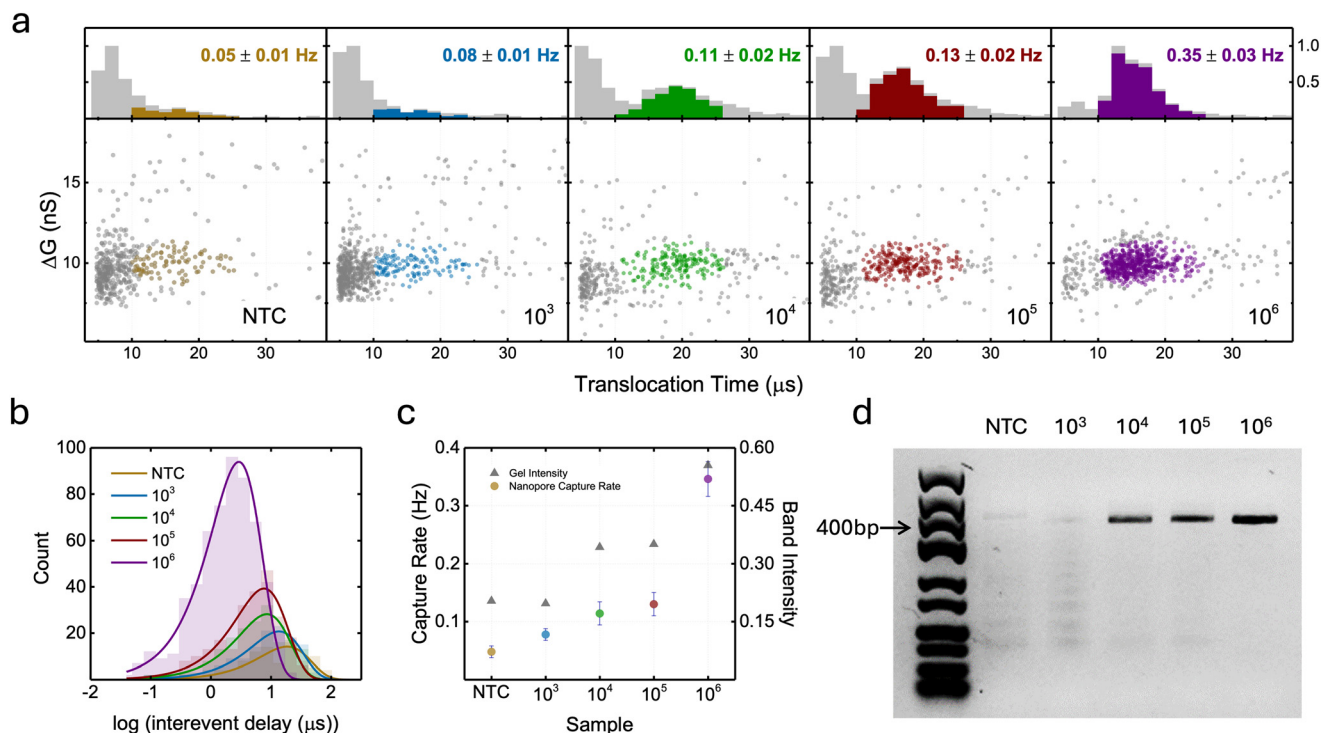 a
0.05 ± 0.01 Hz
0.08 ± 0.01 Hz
0.11 ± 0.02 Hz
0.13 ± 0.02 Hz
0.35 ± 0.03 Hz
1.0
0.5
ΔG (nS)
15
10
NTC
10³
10⁴
10⁵
10⁶
10 20 30 10 20 30 10 20 30 10 20 30 10 20 30
Translocation Time (μs)
b
Count
100
80
60
40
20
NTC
10³
10⁴
10⁵
10⁶
-2 -1 0 1 2
log (interevent delay (μs))
c
Capture Rate (Hz)
0.4
0.3
0.2
0.1
Gel Intensity
Nanopore Capture Rate
0.60
0.45
0.30
0.15
Band Intensity
NTC 10³ 10⁴ 10⁵ 10⁶
Sample
d
NTC 10³ 10⁴ 10⁵ 10⁶
400bp